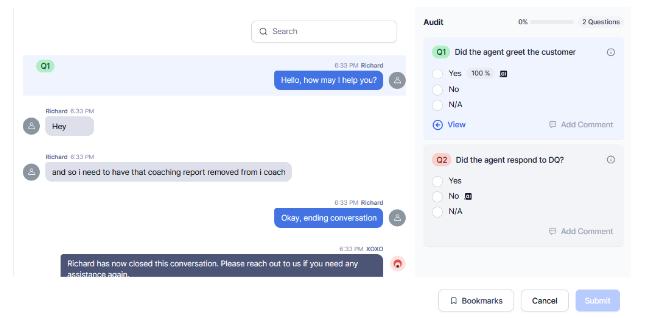 Search
Audit
0%
2 Questions
Q1
6:33 PM Richard
Hello, how may I help you?
Richard 6:33 PM
Hey
Richard 6:33 PM
and so i need to have that coaching report removed from i coach
6:33 PM Richard
Okay, ending conversation
6:33 PM XOXO
Richard has now closed this conversation. Please reach out to us if you need any
assistance again.
Q1 Did the agent greet the customer
Yes 100 %
No
N/A
View
Add Comment
Q2 Did the agent respond to DQ?
Yes
No
N/A
Add Comment
Bookmarks
Cancel
Submit